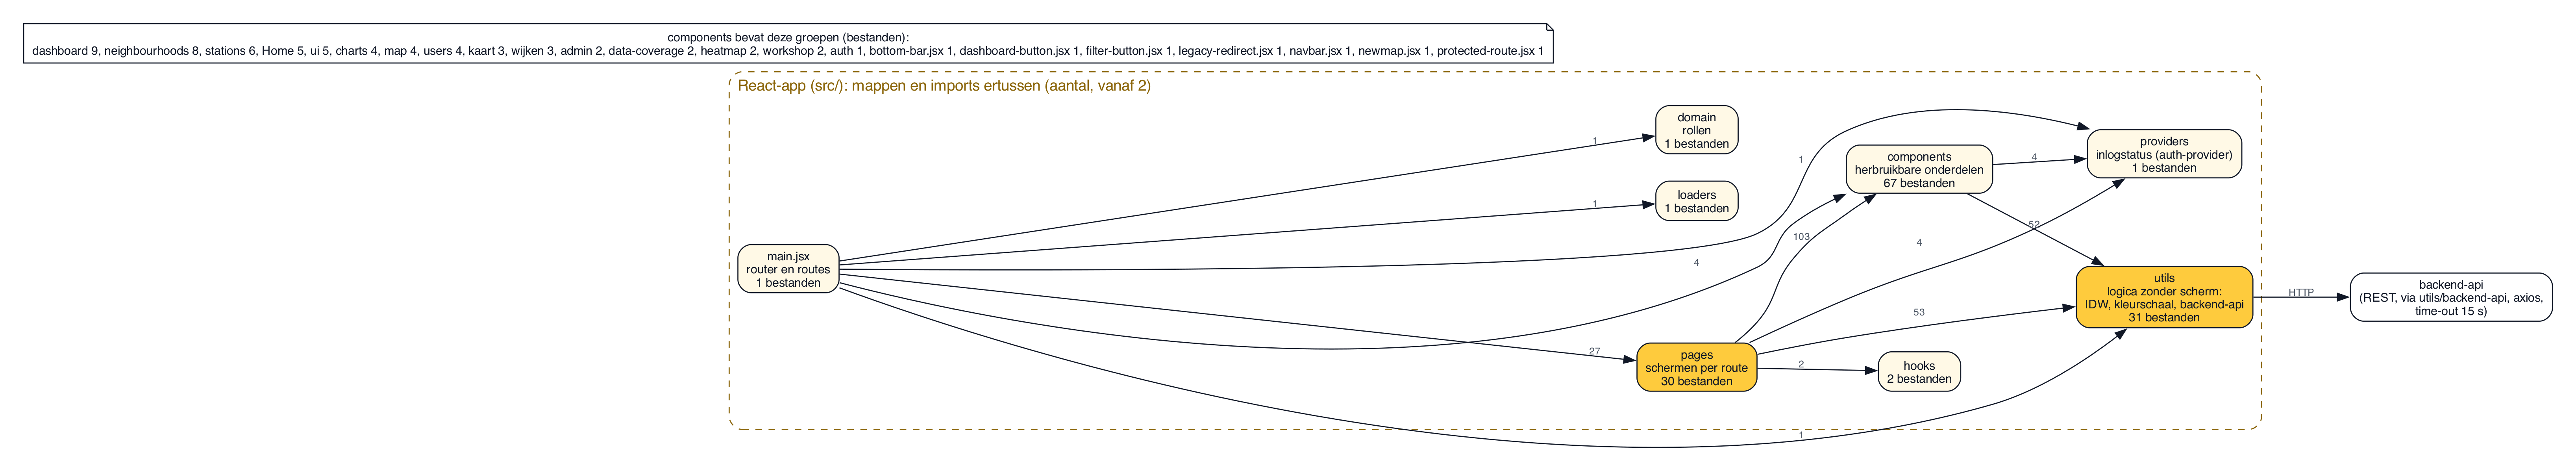 components bevat deze groepen (bestanden):
dashboard 9, neighbourhoods 8, stations 6, Home 5, ui 5, charts 4, map 4, users 4, kaart 3, wijken 3, admin 2, data-coverage 2, heatmap 2, workshop 2, auth 1, bottom-bar.jsx 1, dashboard-button.jsx 1, filter-button.jsx 1, legacy-redirect.jsx 1, navbar.jsx 1, newmap.jsx 1, protected-route.jsx 1
React-app (src/): mappen en imports ertussen (aantal, vanaf 2)
main.jsx
router en routes
1 bestanden
1
domain
rollen
1 bestanden
1
loaders
1 bestanden
1
4
27
1
pages
schermen per route
30 bestanden
103
4
53
2
components
herbruikbare onderdelen
67 bestanden
hooks
2 bestanden
4
52
providers
inlogstatus (auth-provider)
1 bestanden
utils
logica zonder scherm:
IDW, kleurschaal, backend-api
31 bestanden
HTTP
backend-api
(REST, via utils/backend-api, axios,
time-out 15 s)